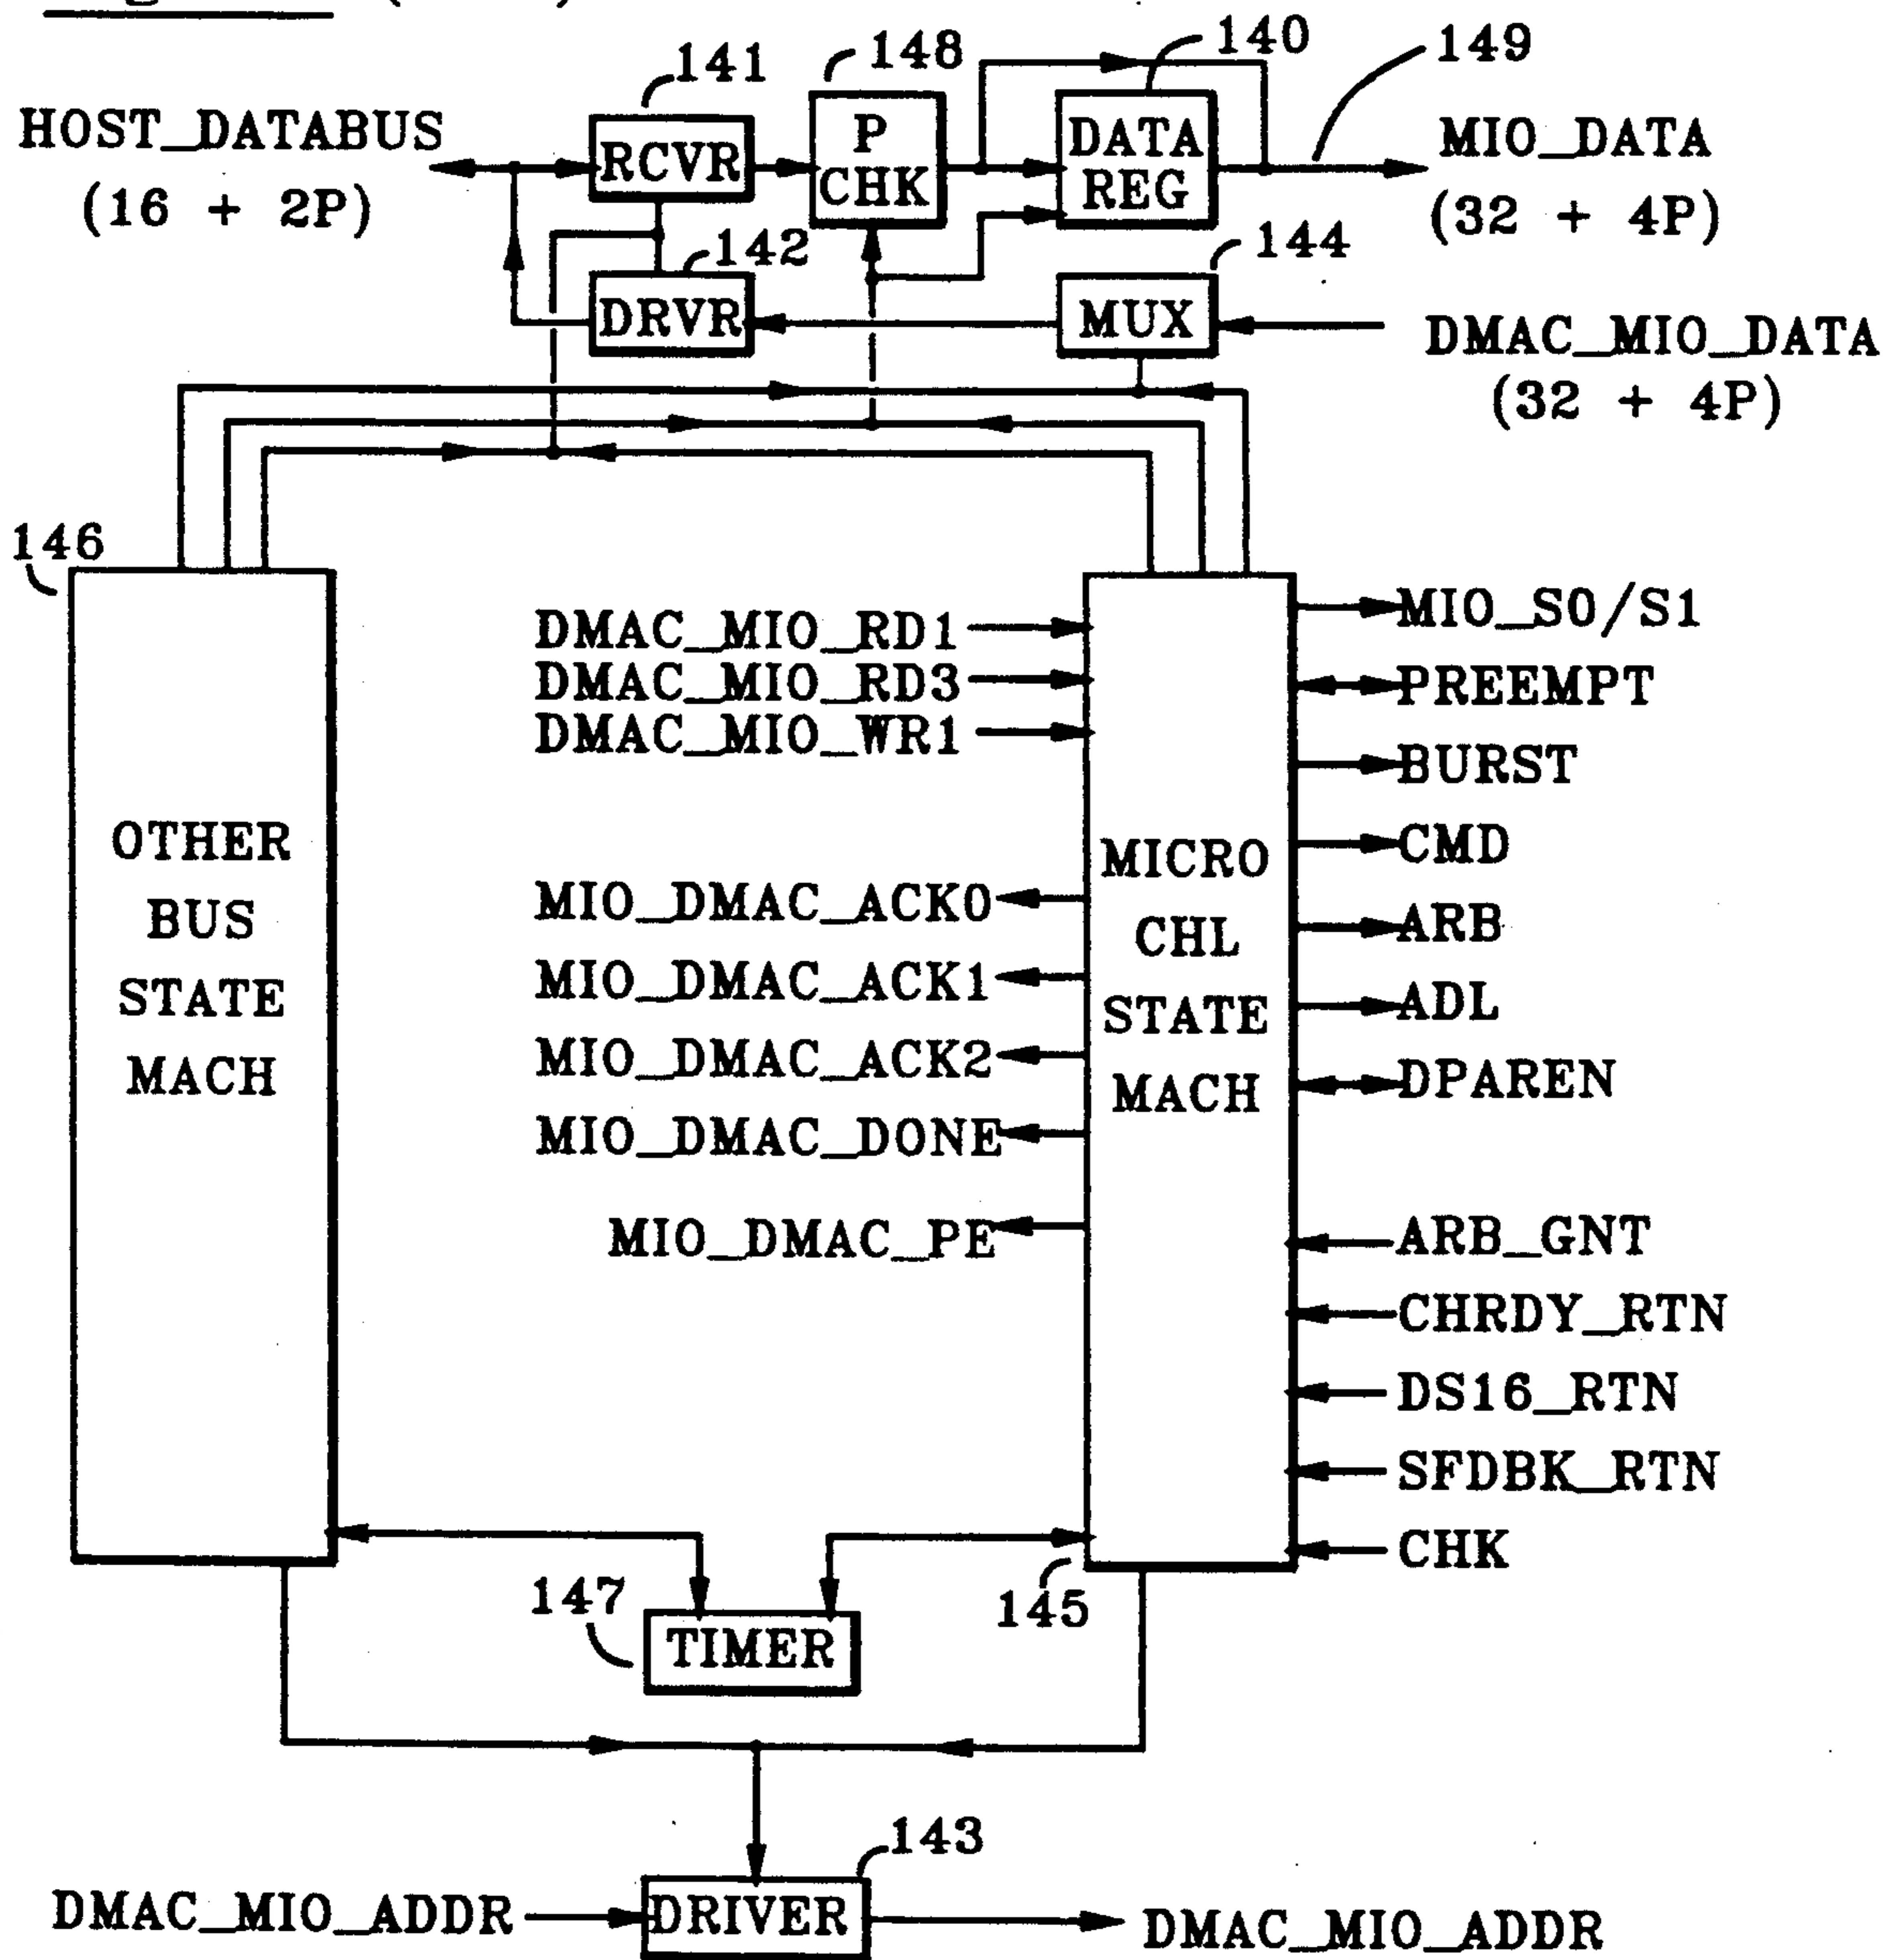 148
140
149
141
HOST_DATABUS
(16 + 2P)
RCVR
P
CHK
DATA
REG
MIO_DATA
(32 + 4P)
142
144
DRVR
MUX
DMAC_MIO_DATA
(32 + 4P)
146
OTHER
BUS
STATE
MACH
DMAC_MIO_RD1
DMAC_MIO_RD3
DMAC_MIO_WR1
MIO_DMAC_ACK0
MIO_DMAC_ACK1
MIO_DMAC_ACK2
MIO_DMAC_DONE
MIO_DMAC_PE
MICRO
CHL
STATE
MACH
MIO_S0/S1
PREEMPT
BURST
CMD
ARB
ADL
DPAREN
ARB_GNT
CHRDY_RTN
DS16_RTN
SFDBK_RTN
CHK
147
TIMER
145
143
DMAC_MIO_ADDR
DRIVER
DMAC_MIO_ADDR